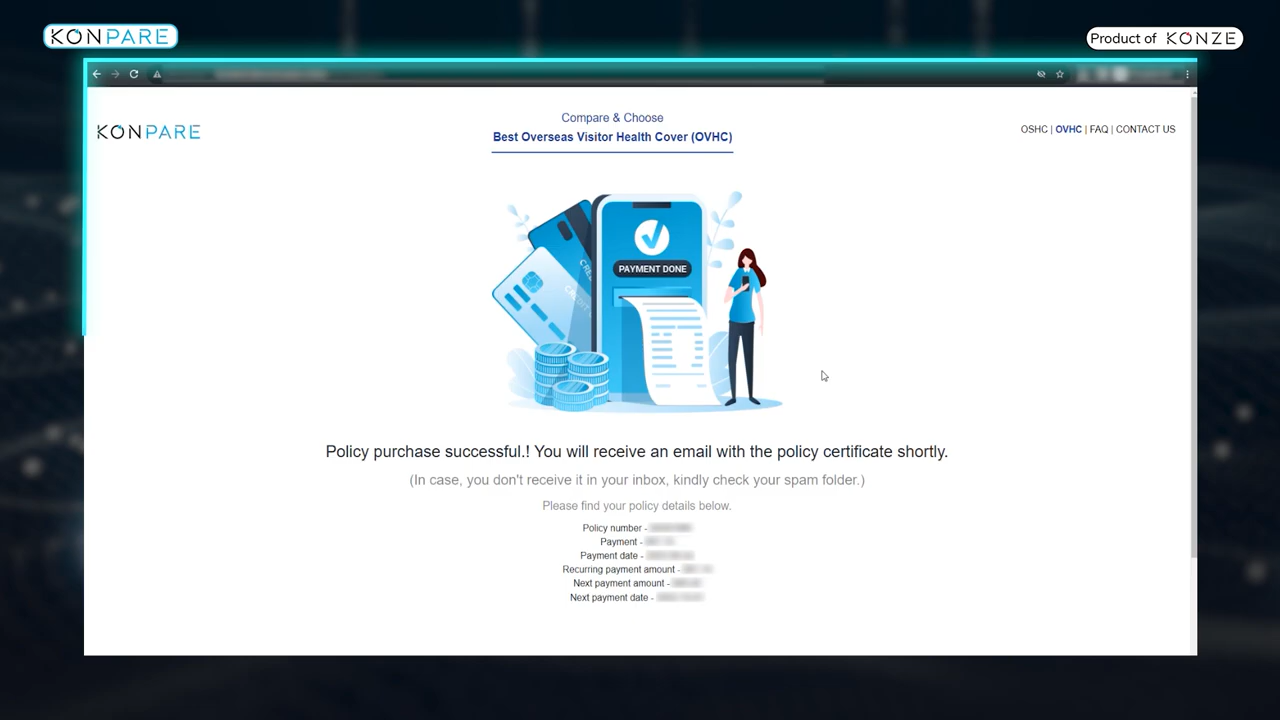 KONPARE
Product of KONZE
KONPARE
Compare & Choose
Best Overseas Visitor Health Cover (OVHC)
OSHC | OVHC | FAQ | CONTACT US
PAYMENT DONE
CREDIT
Policy purchase successful.! You will receive an email with the policy certificate shortly.
(In case, you don't receive it in your inbox, kindly check your spam folder.)
Please find your policy details below.
Policy number -
Payment -
Payment date -
Recurring payment amount -
Next payment amount -
Next payment date -